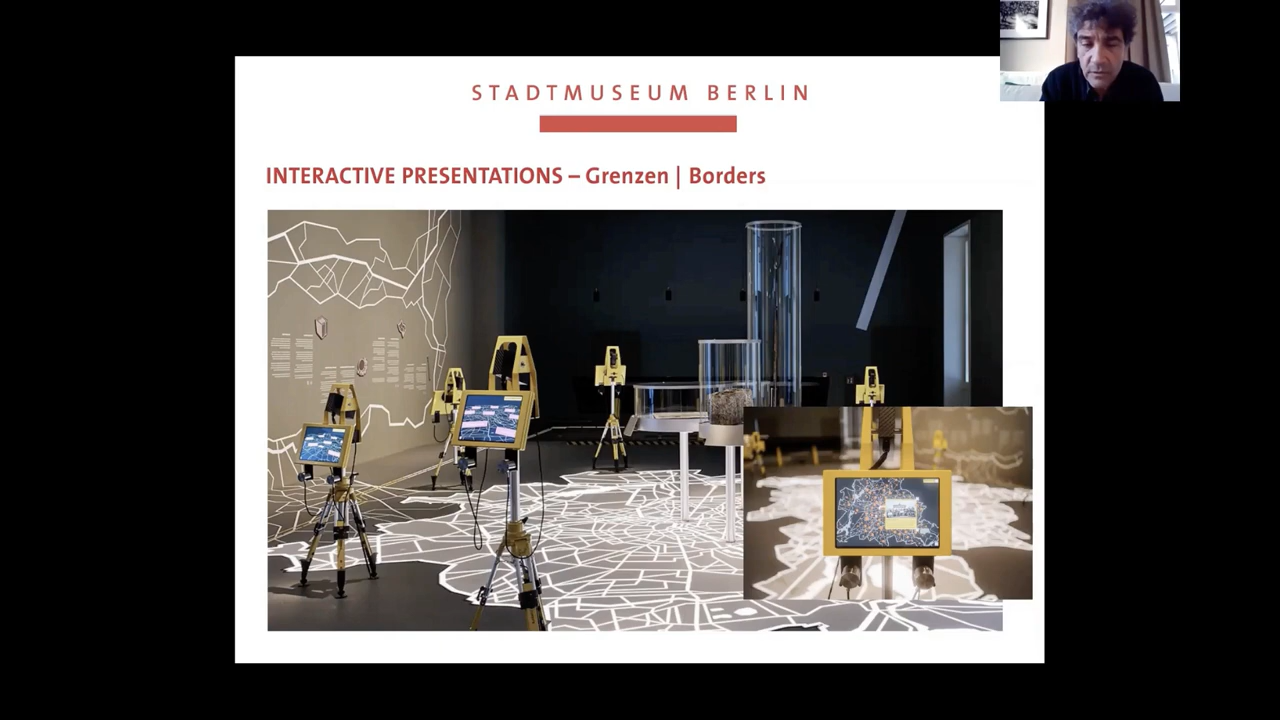 STADTMUSEUM BERLIN
INTERACTIVE PRESENTATIONS – Grenzen | Borders